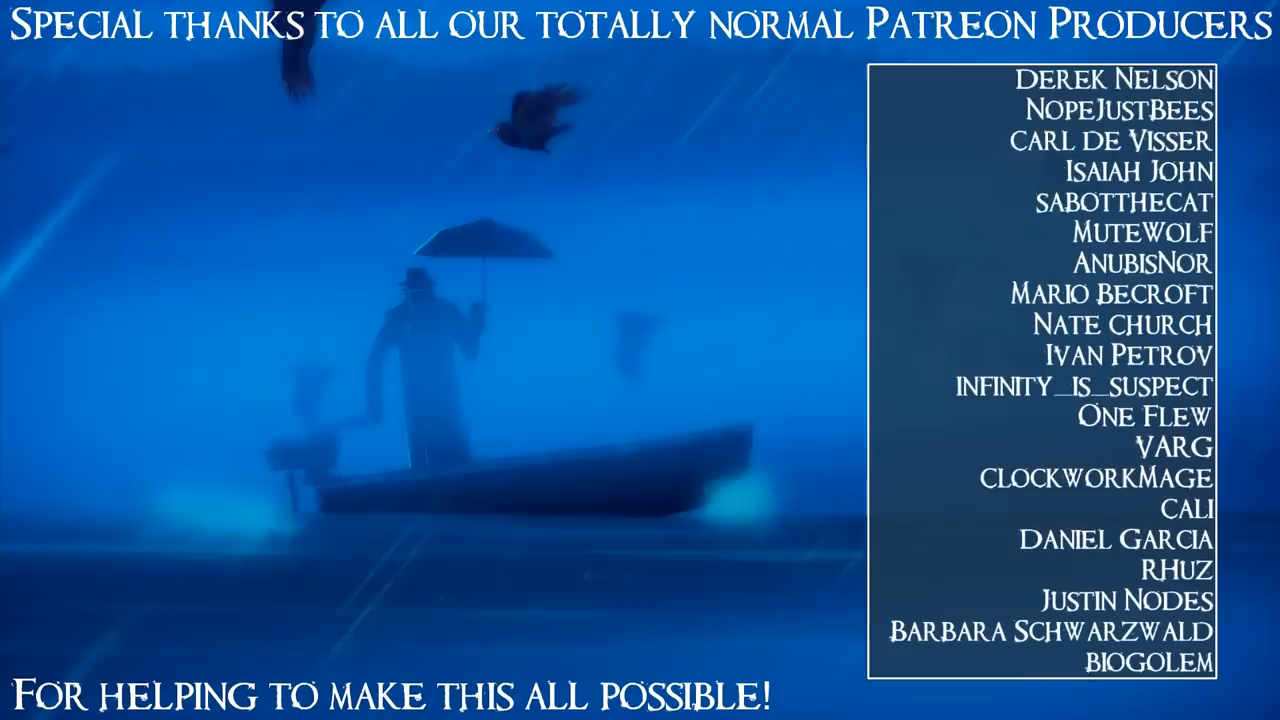 Special thanks to all our totally normal Patreon Producers
Derek Nelson
NopeJustBees
Carl de Visser
Isaiah John
sabotthecat
MuteWolf
AnubisNor
Mario Becroft
Nate Church
Ivan Petrov
infinity_is_suspect
One Flew
Varg
ClockworkMage
Cali
Daniel Garcia
Rhuz
Justin Nodes
Barbara Schwarzwald
biogolem
For helping to make this all possible!